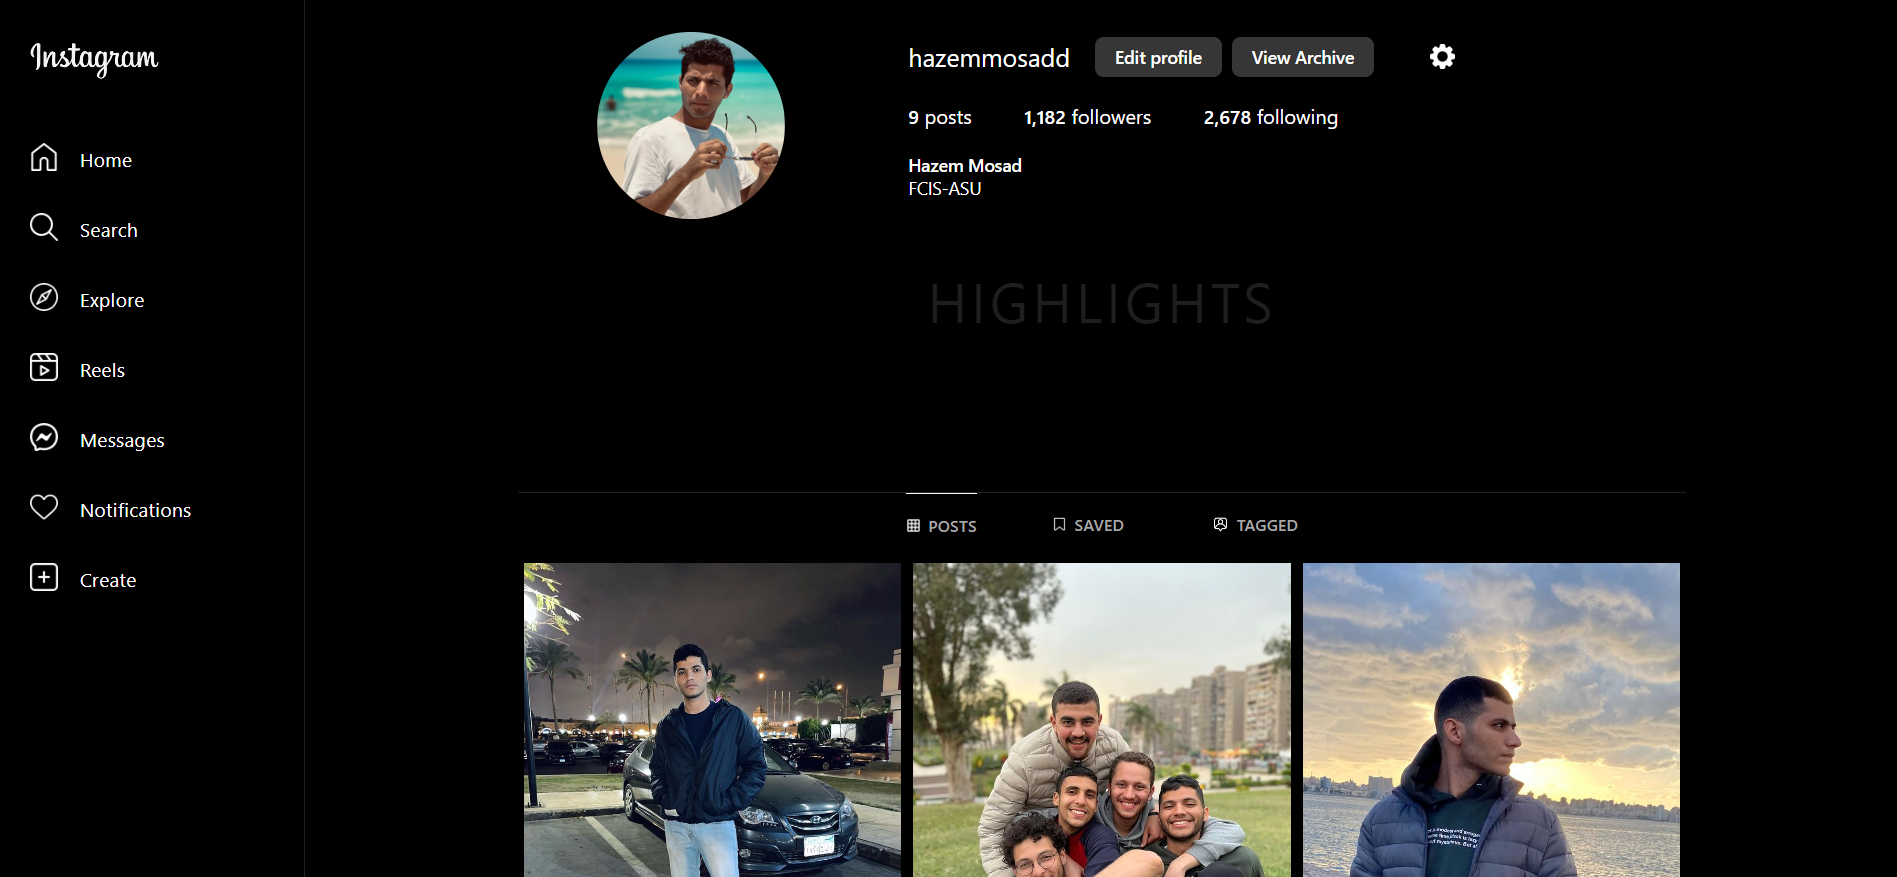 Instagram
Home
Search
Explore
Reels
Messages
Notifications
Create
hazemmosadd
Edit profile
View Archive
9 posts
1,182 followers
2,678 following
Hazem Mosad
FCIS-ASU
HIGHLIGHTS
POSTS
SAVED
TAGGED